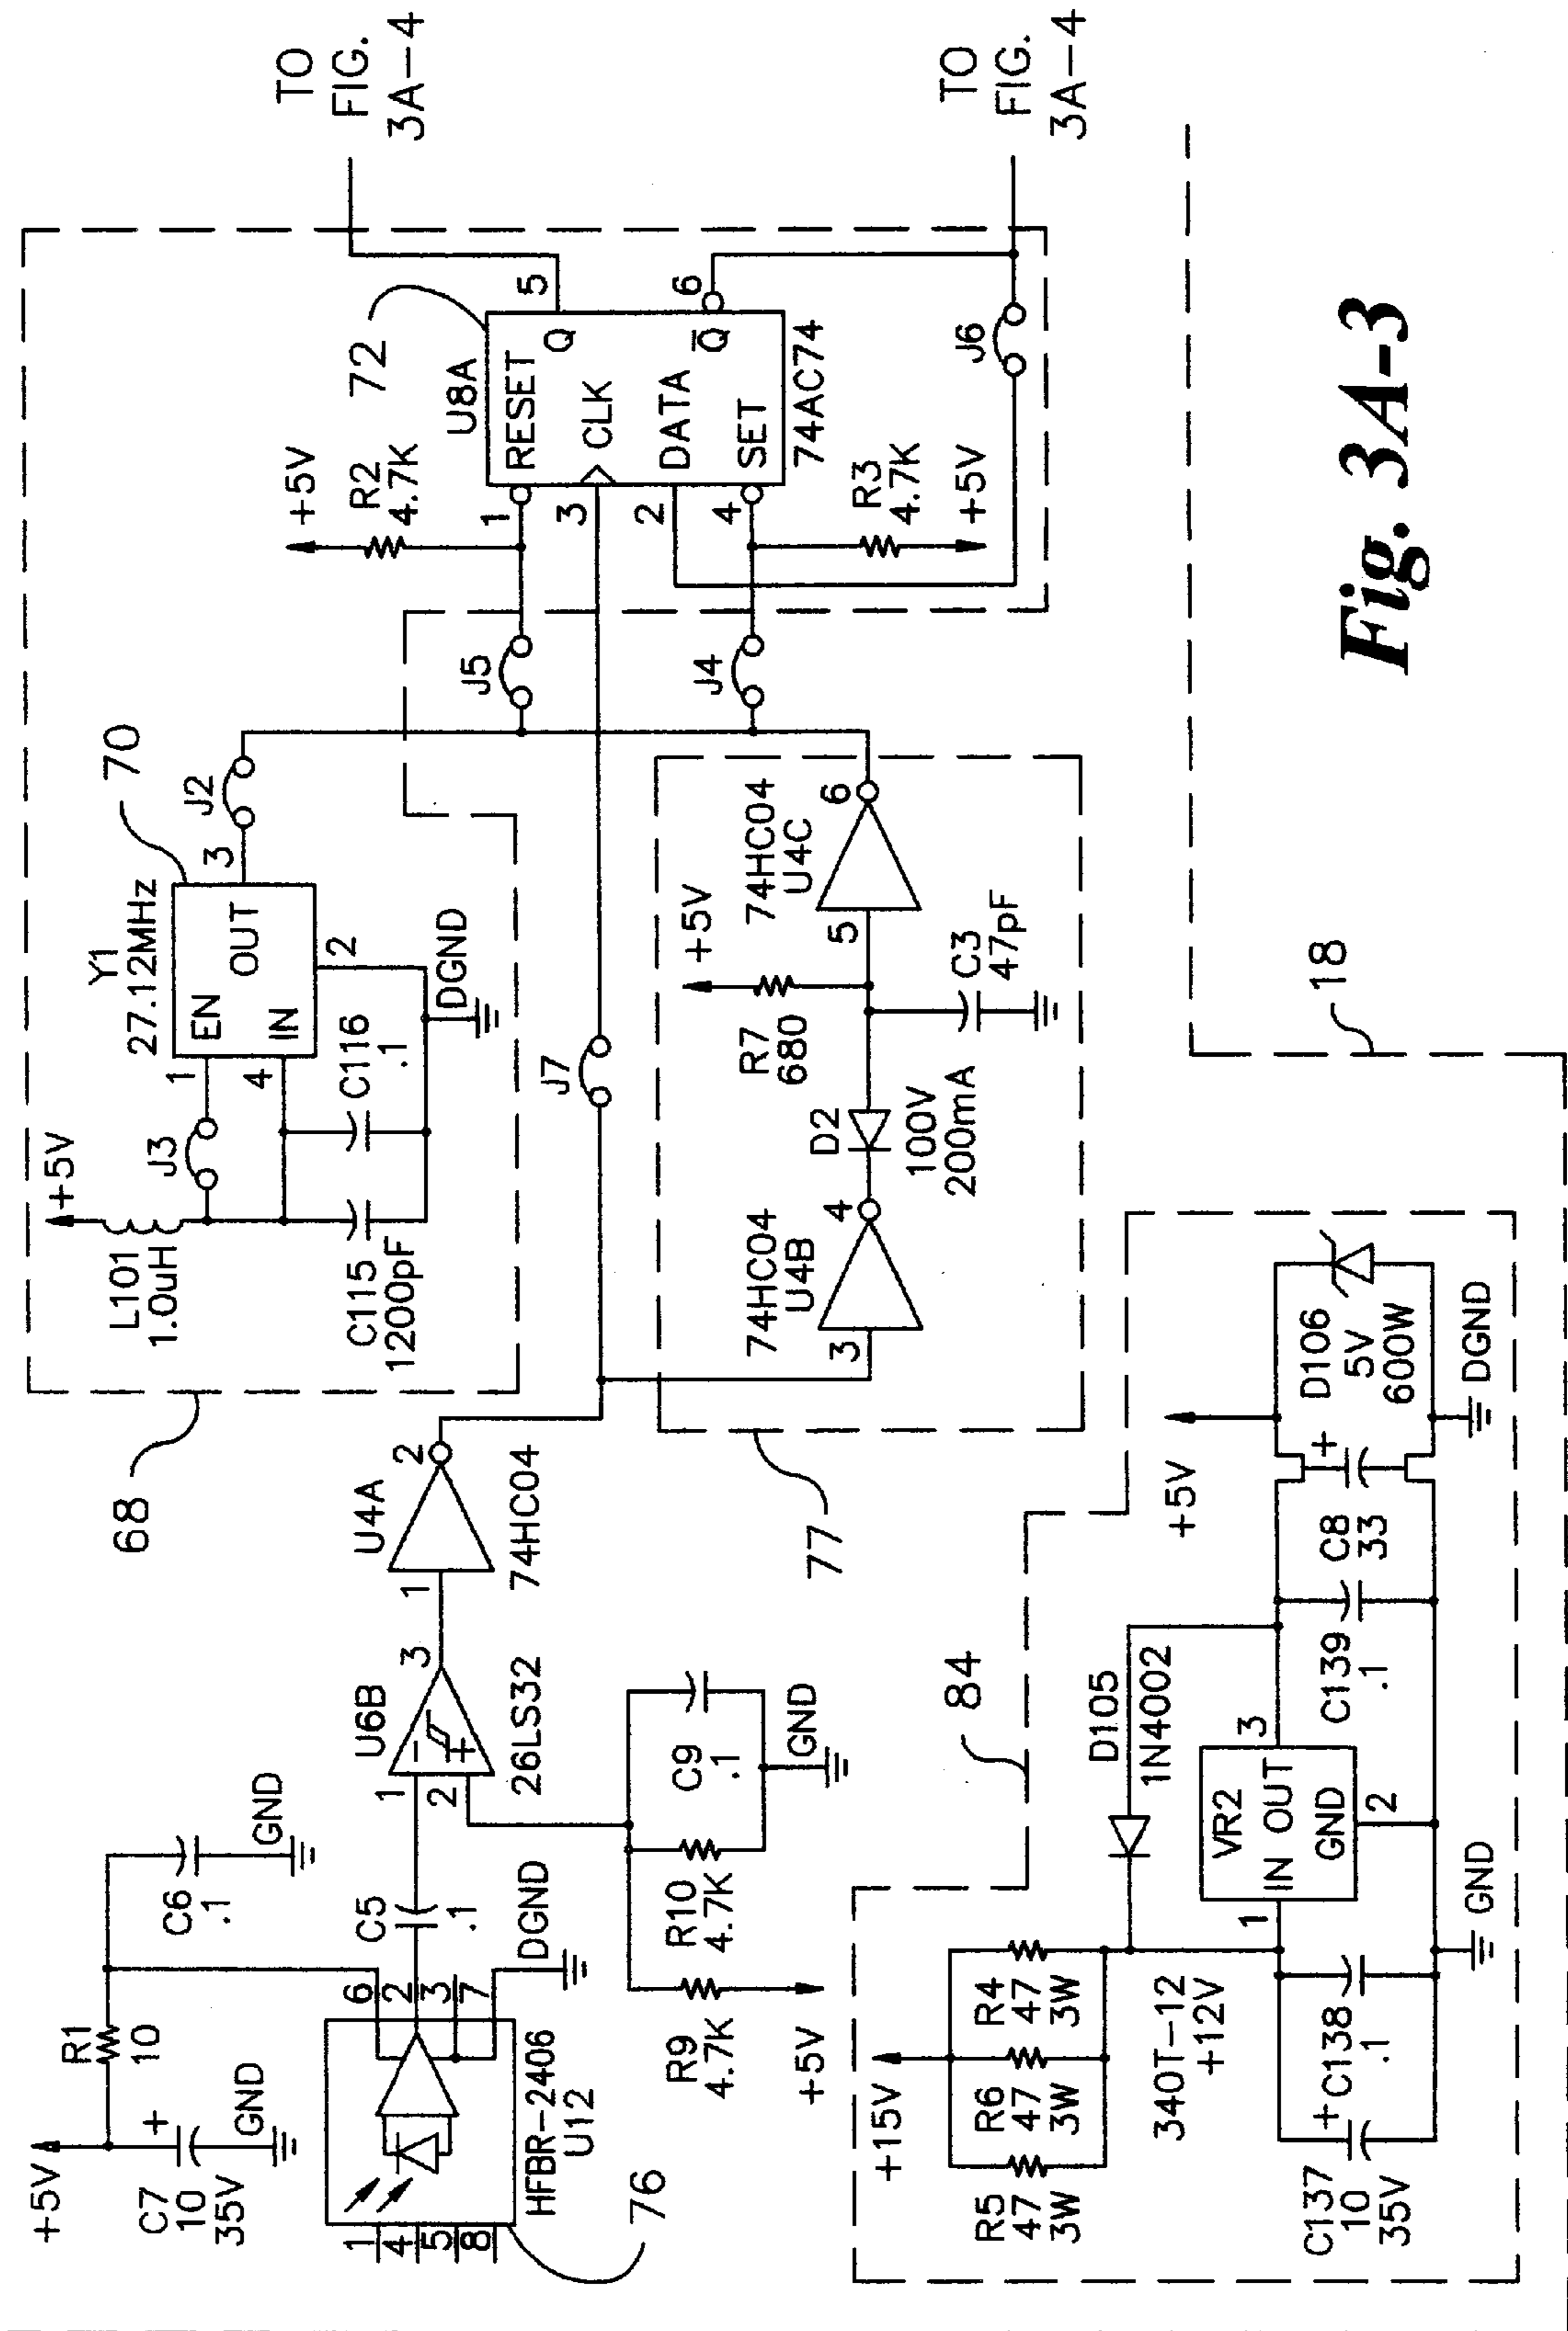 +5V
C7
10
35V
+
GND
R1
10
C6
.1
GND
1
4
5
8
6
2
3
7
HFBR-2406
U12
76
DGND
C5
.1
1
2
-
+
U6B
26LS32
3
R9
4.7K
+5V
R10
4.7K
C9
.1
GND
1
U4A
74HC04
2
68
+5V
L101
1.0uH
C115
1200pF
J3
1
4
C116
.1
Y1
27.12MHz
EN
IN
OUT
3
2
DGND
70
J2
J7
J5
J4
+5V
R2
4.7K
72
U8A
RESET
CLK
DATA
SET
Q
Q̅
1
3
2
4
5
6
74AC74
R3
4.7K
+5V
J6
TO
FIG.
3A-4
TO
FIG.
3A-4
77
3
74HC04
U4B
4
D2
100V
200mA
R7
680
+5V
C3
47pF
5
74HC04
U4C
6
84
+15V
R5
47
3W
R6
47
3W
R4
47
3W
340T-12
+12V
C137
10
35V
+
C138
.1
GND
D105
1N4002
VR2
IN OUT
GND
1
3
2
C139
.1
C8
33
+
+5V
D106
5V
600W
DGND
18
Fig. 3A-3